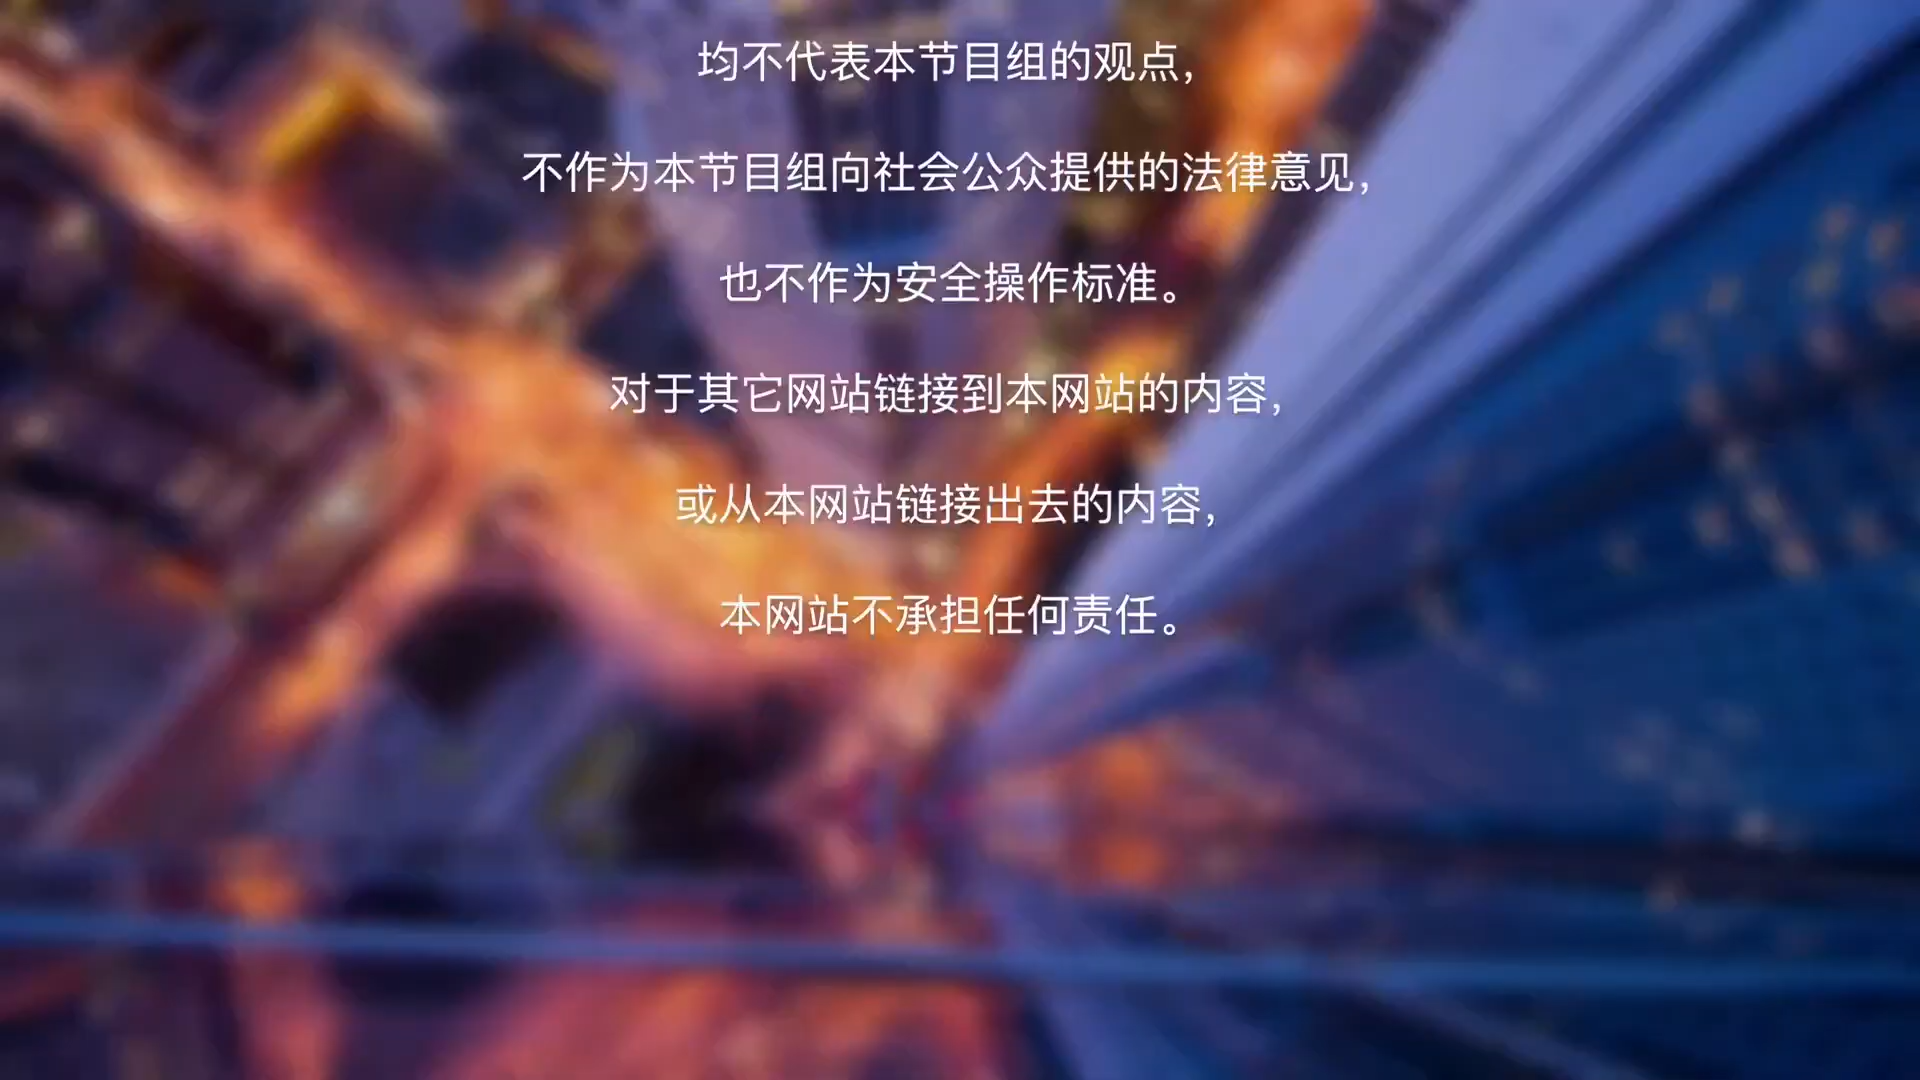 均不代表本节目组的观点，
不作为本节目组向社会公众提供的法律意见，
也不作为安全操作标准。
对于其它网站链接到本网站的内容，
或从本网站链接出去的内容，
本网站不承担任何责任。